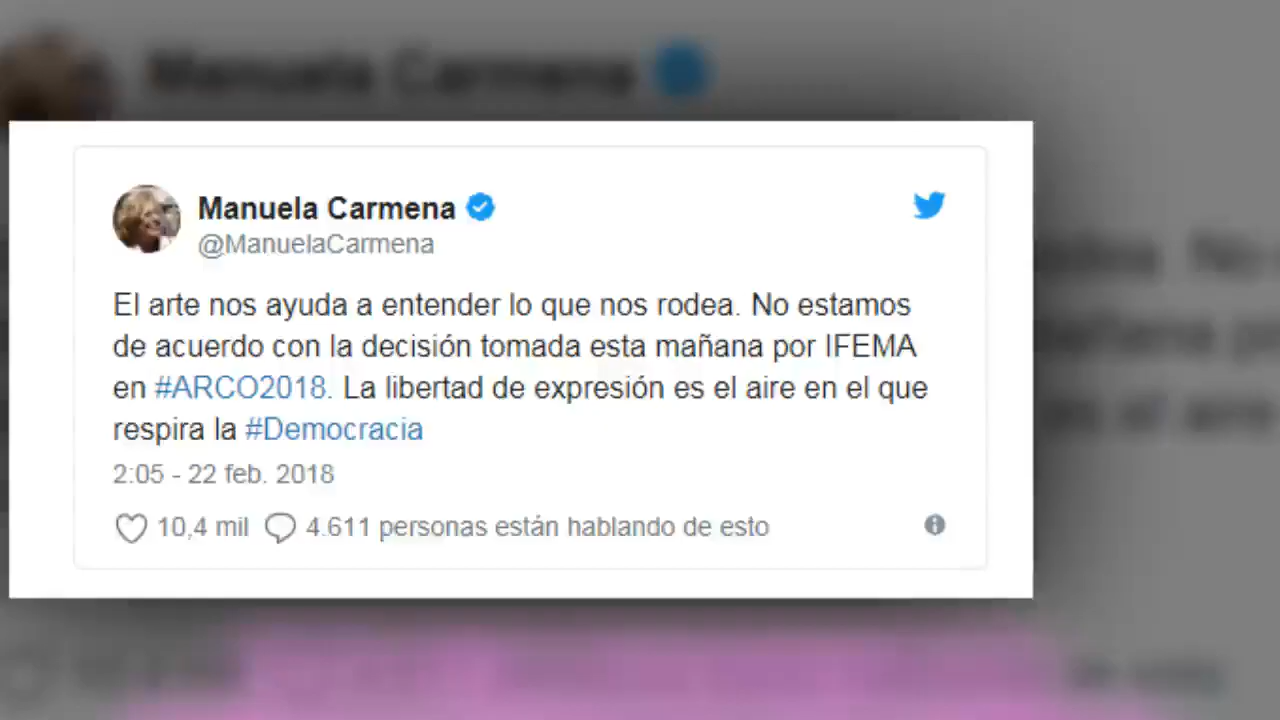 Manuela Carmena
Manuela Carmena
@ManuelaCarmena
El arte nos ayuda a entender lo que nos rodea. No estamos
de acuerdo con la decisión tomada esta mañana por IFEMA
en #ARCO2018. La libertad de expresión es el aire en el que
respira la #Democracia
2:05 - 22 feb. 2018
10,4 mil 4.611 personas están hablando de esto